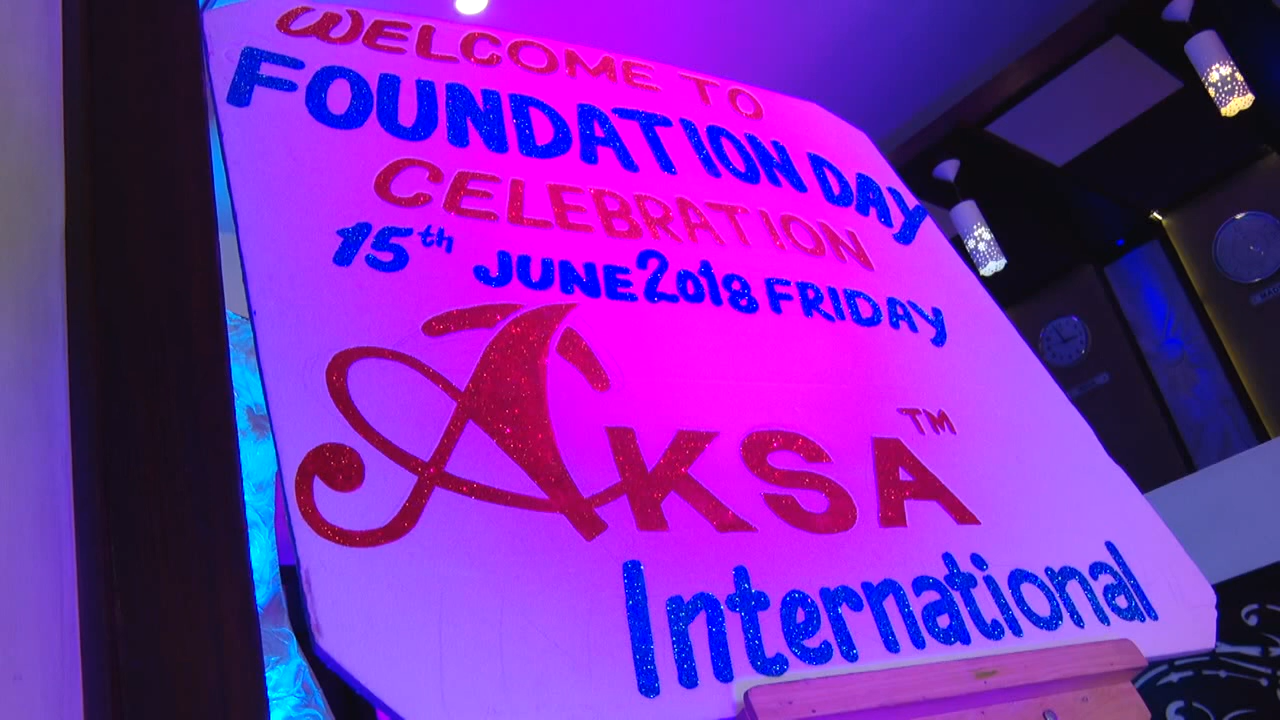 WELCOME TO
FOUNDATION DAY
CELEBRATION
15th JUNE 2018 FRIDAY
AKSA™
International